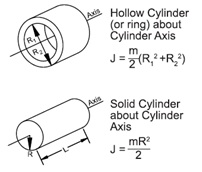 Axis
Hollow Cylinder
(or ring) about
Cylinder Axis
R₁
R₂
J = m/2 (R₁² + R₂²)
Axis
Solid Cylinder
about Cylinder
Axis
R
L
J = mR²/2